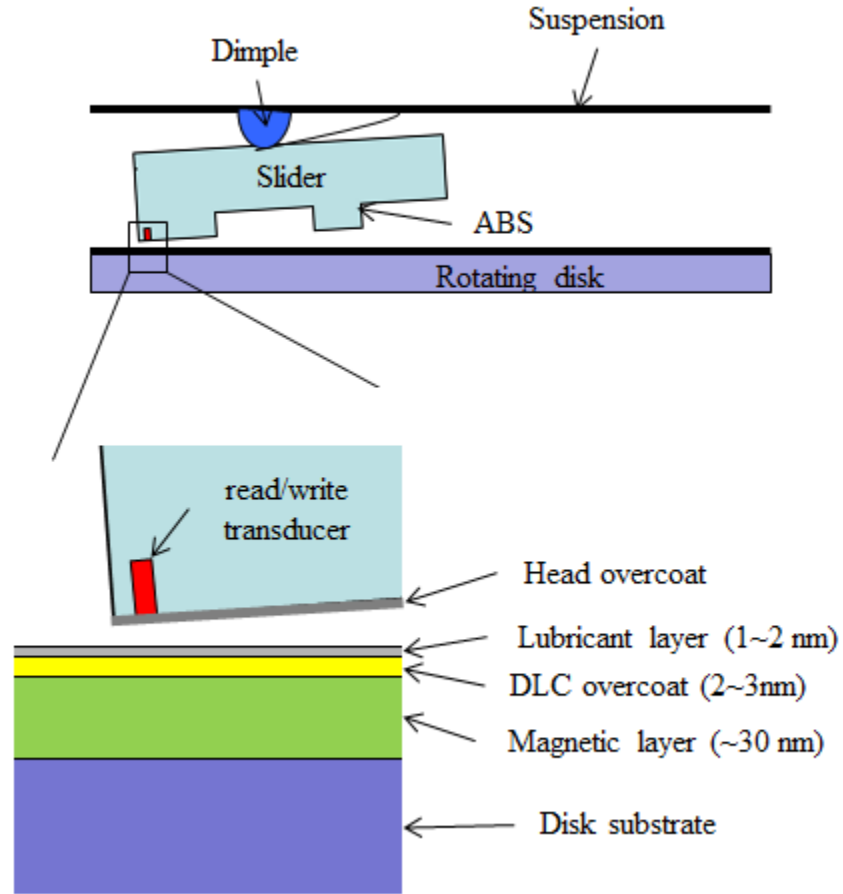 Suspension
Dimple
Slider
ABS
Rotating disk
read/write
transducer
Head overcoat
Lubricant layer (1~2 nm)
DLC overcoat (2~3nm)
Magnetic layer (~30 nm)
Disk substrate